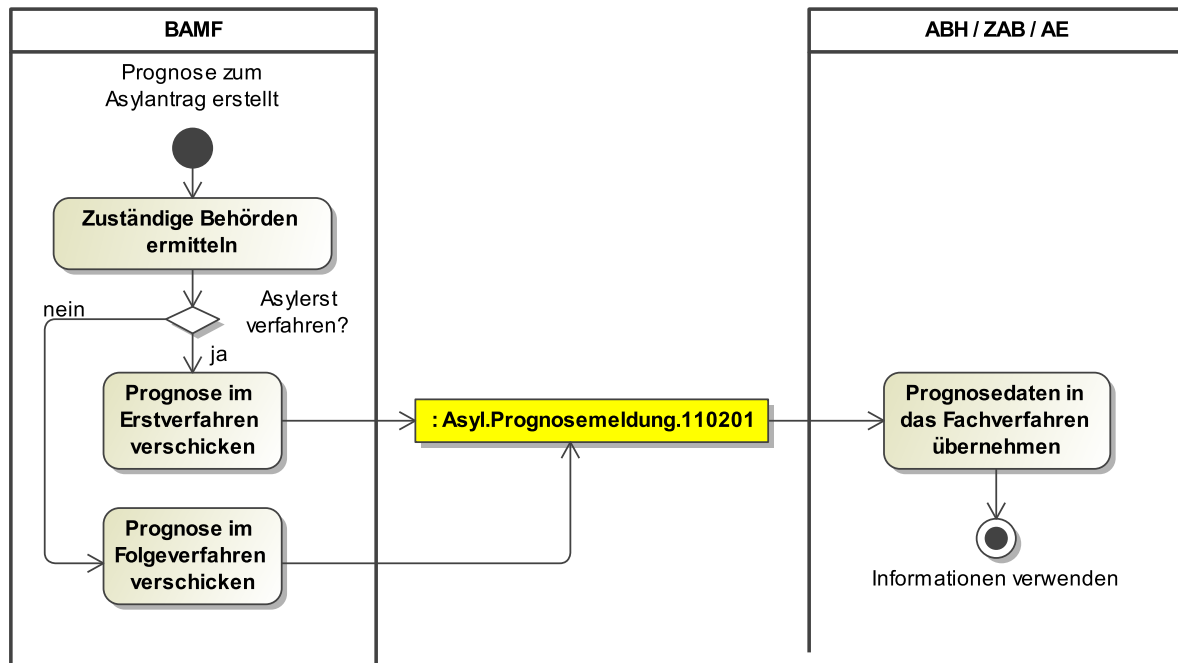 BAMF
ABH / ZAB / AE
Prognose zum
Asylantrag erstellt
Zuständige Behörden
ermitteln
nein
Asylerst
verfahren?
ja
Prognose im
Erstverfahren
verschicken
: Asyl.Prognosemeldung.110201
Prognosedaten in
das Fachverfahren
übernehmen
Prognose im
Folgeverfahren
verschicken
Informationen verwenden